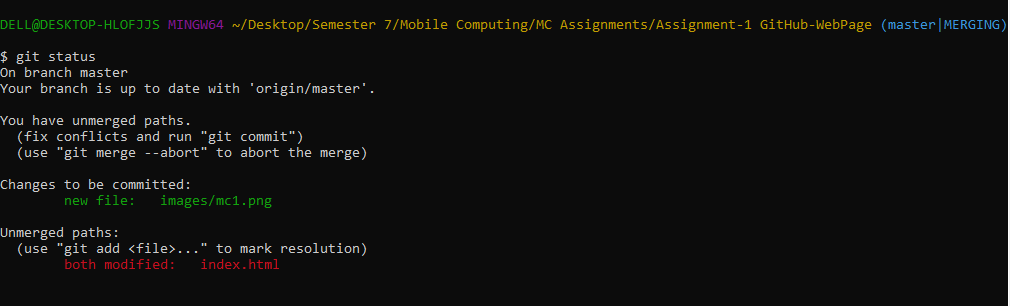 DELL@DESKTOP-HLOFJJS MINGW64 ~/Desktop/Semester 7/Mobile Computing/MC Assignments/Assignment-1 GitHub-WebPage (master|MERGING)
$ git status
On branch master
Your branch is up to date with 'origin/master'.
You have unmerged paths.
(fix conflicts and run "git commit")
(use "git merge --abort" to abort the merge)
Changes to be committed:
new file:   images/mc1.png
Unmerged paths:
(use "git add <file>..." to mark resolution)
both modified:   index.html